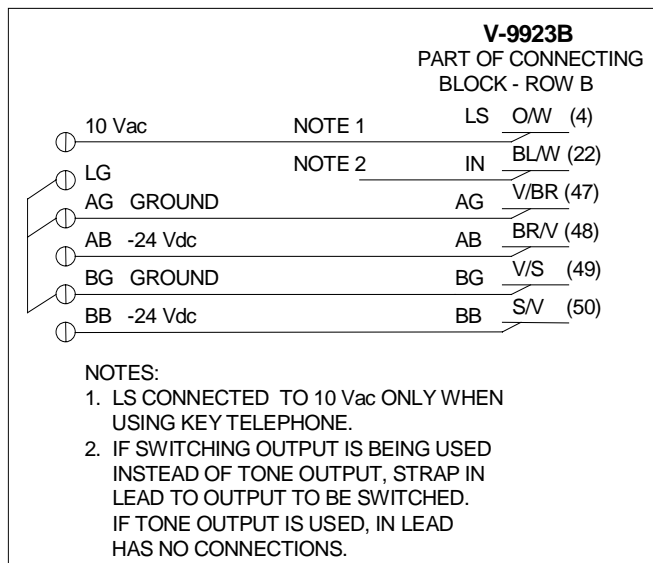 V-9923B
PART OF CONNECTING
BLOCK - ROW B
10 Vac NOTE 1 LS O/W (4)
LG NOTE 2 IN BL/W (22)
AG GROUND AG V/BR (47)
AB -24 Vdc AB BR/V (48)
BG GROUND BG V/S (49)
BB -24 Vdc BB S/V (50)
NOTES:
1. LS CONNECTED TO 10 Vac ONLY WHEN
USING KEY TELEPHONE.
2. IF SWITCHING OUTPUT IS BEING USED
INSTEAD OF TONE OUTPUT, STRAP IN
LEAD TO OUTPUT TO BE SWITCHED.
IF TONE OUTPUT IS USED, IN LEAD
HAS NO CONNECTIONS.